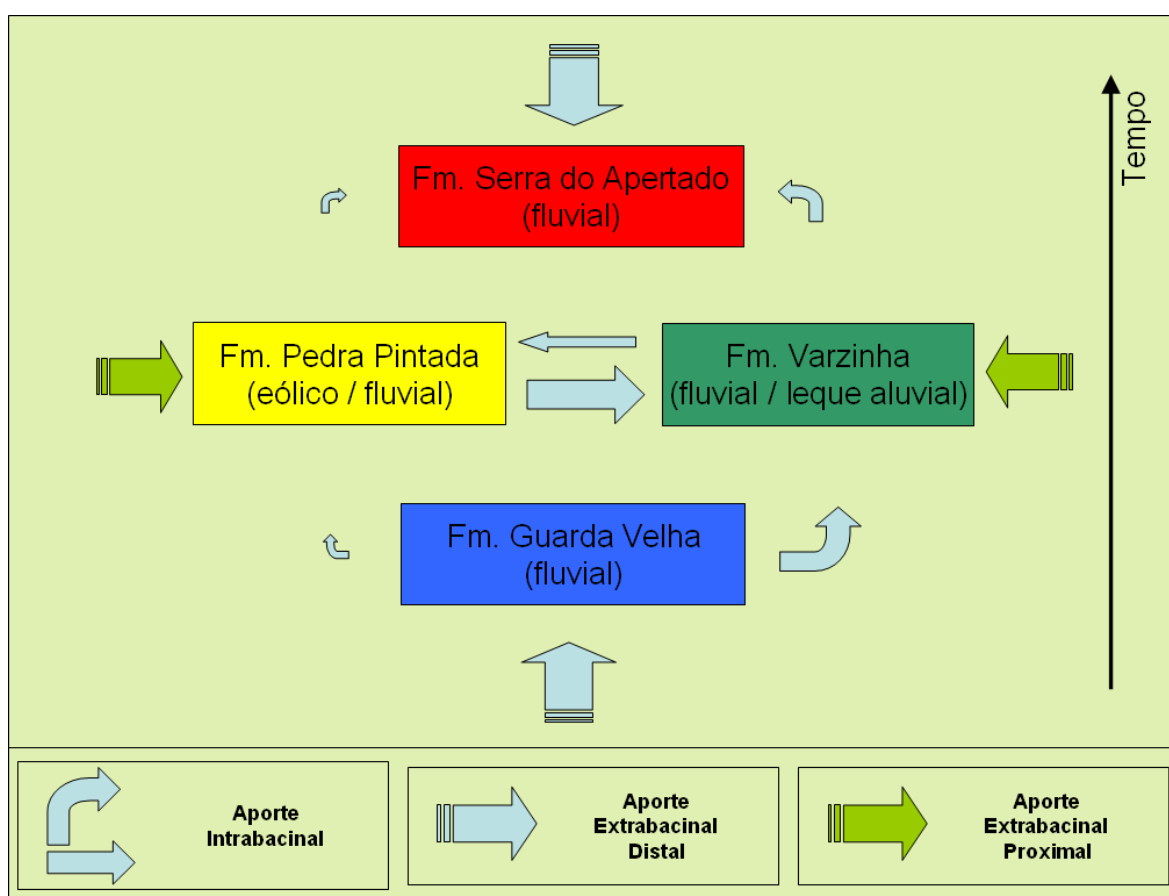 Tempo
Fm. Serra do Apertado
(fluvial)
Fm. Pedra Pintada
(eólico / fluvial)
Fm. Varzinha
(fluvial / leque aluvial)
Fm. Guarda Velha
(fluvial)
Aporte
Intrabacinal
Aporte
Extrabacinal
Distal
Aporte
Extrabacinal
Proximal